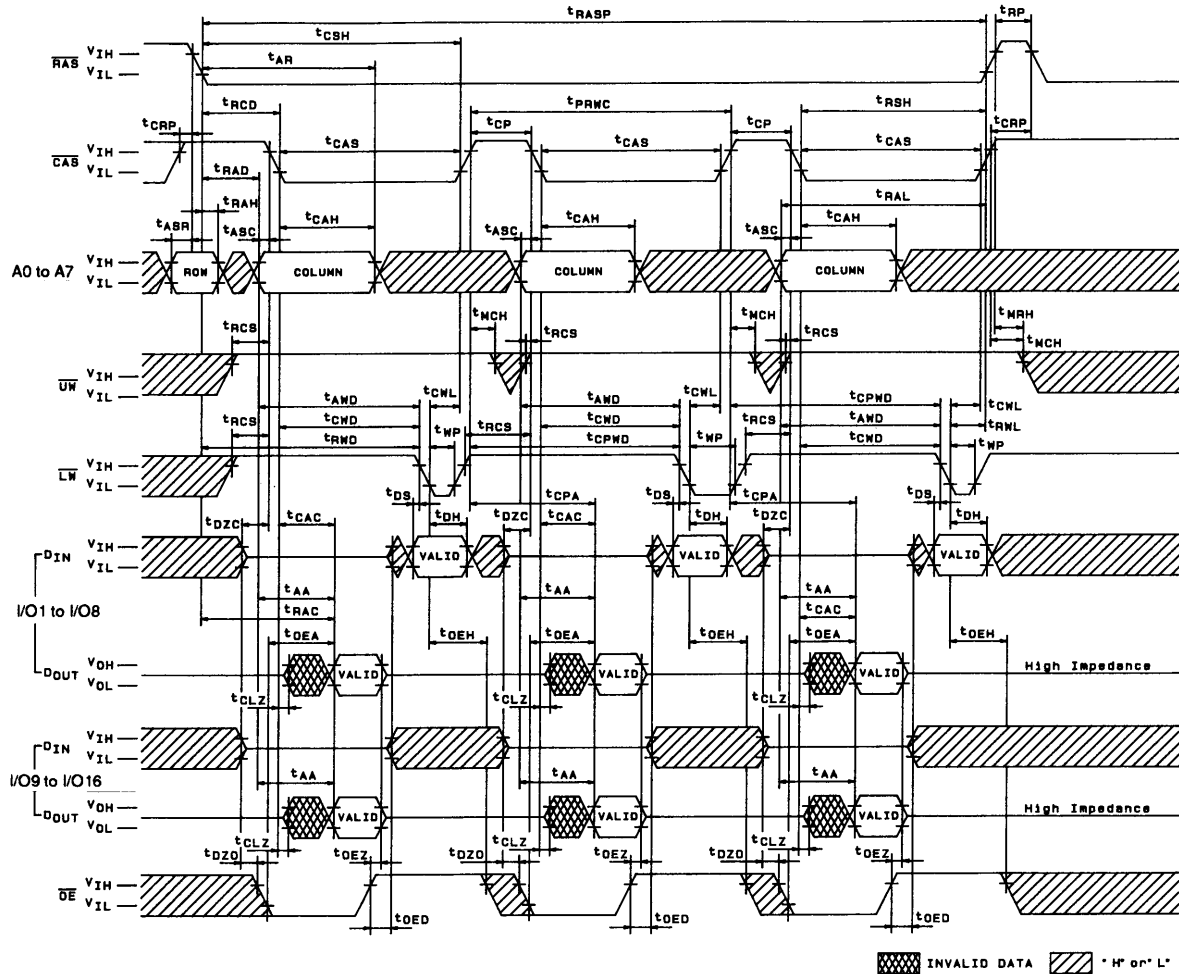 tRASP
tRP
tCSH
RAS
VIH
VIL
tAR
tRCD
tPRWC
tRSH
tCRP
tCP
tCP
tCRP
CAS
VIH
VIL
tCAS
tCAS
tCAS
tRAD
tRAL
tRAH
tCAH
tCAH
tCAH
tASR
tASC
tASC
tASC
A0 to A7
VIH
VIL
ROW
COLUMN
COLUMN
COLUMN
tRCS
tMCH
tRCS
tMCH
tRCS
tMRH
tMCH
UW
VIH
VIL
tAWD
tCWL
tAWD
tCWL
tCPWD
tCWL
tRCS
tCWD
tRCS
tCWD
tRCS
tAWD
tRWL
tRWD
tWP
tCPWD
tWP
tCWD
tWP
LW
VIH
VIL
tDS
tCPA
tDS
tCPA
tDS
tDZC
tCAC
tDH
tDZC
tCAC
tDH
tDZC
tDH
DIN
VIH
VIL
VALID
VALID
VALID
I/O1 to I/O8
tAA
tAA
tAA
tRAC
tCAC
tOEA
tOEH
tOEA
tOEH
tOEA
tOEH
DOUT
VOH
VOL
VALID
VALID
VALID
High Impedance
tCLZ
tCLZ
tCLZ
DIN
VIH
VIL
I/O9 to I/O16
tAA
tAA
tAA
DOUT
VOH
VOL
VALID
VALID
VALID
High Impedance
tCLZ
tCLZ
tCLZ
tDZO
tOEZ
tDZO
tOEZ
tDZO
tOEZ
OE
VIH
VIL
tOED
tOED
tOED
INVALID DATA
"H" or "L"